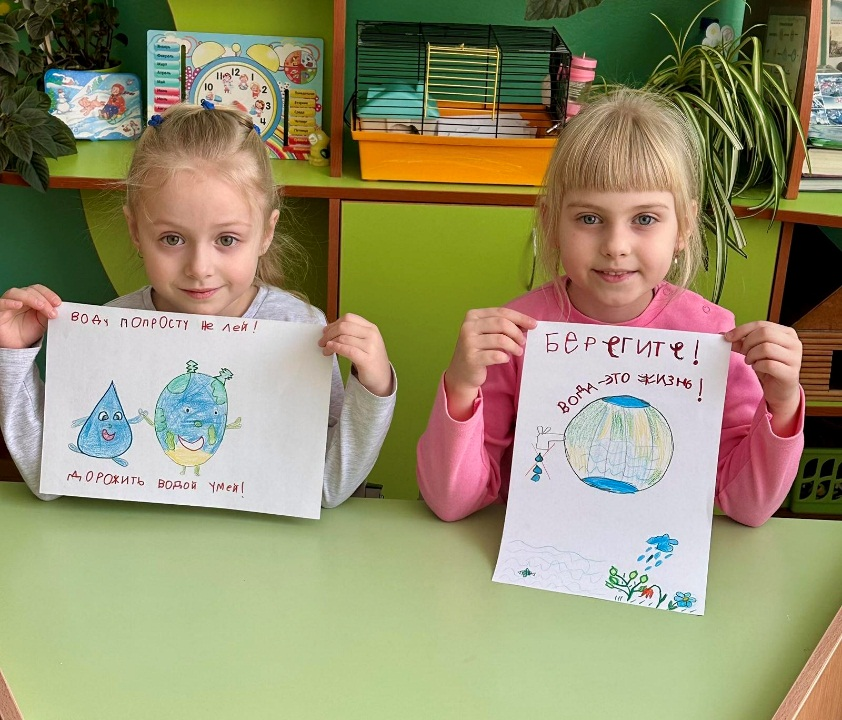 ВОДУ ПОПРОСТУ НЕ ЛЕЙ!
ДОРОЖИТЬ ВОДОЙ УМЕЙ!
БЕРЕГИТЕ!
ВОДА-ЭТО ЖИЗНЬ!